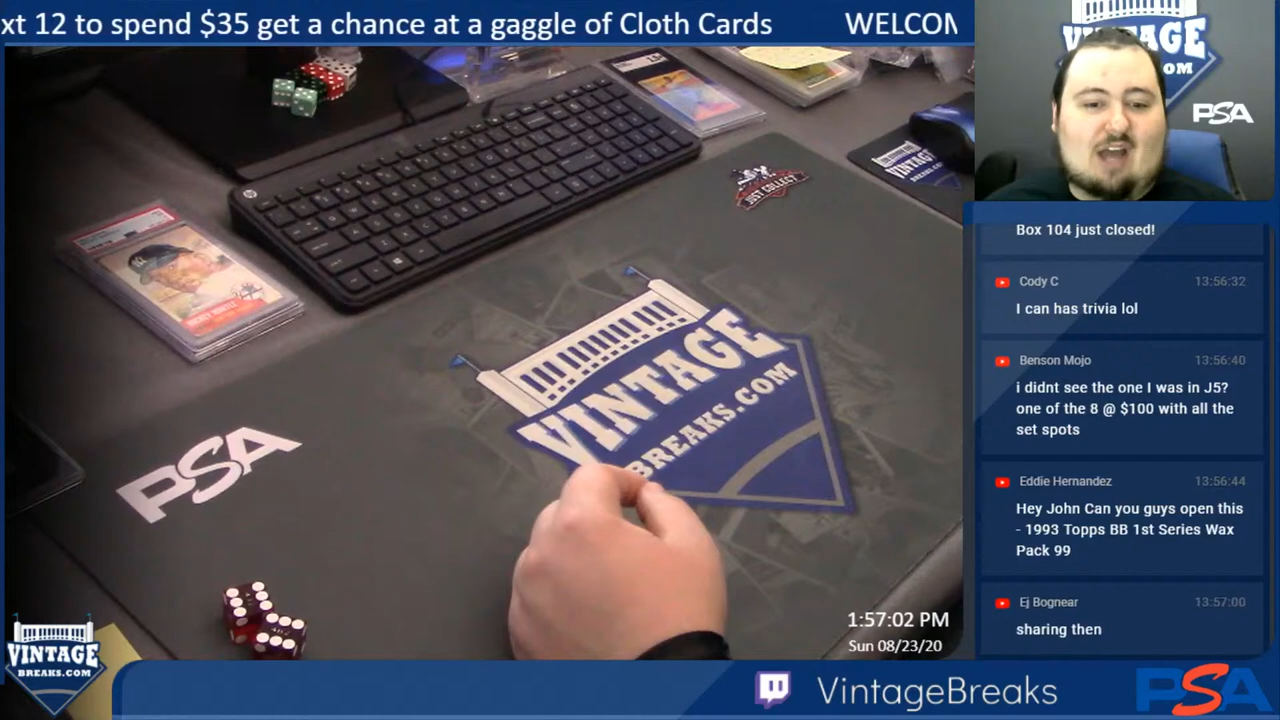 xt 12 to spend $35 get a chance at a gaggle of Cloth Cards WELCOM
VINTAGE
.COM
PSA
JUST COLLECT
VINTAGE
BREAKS.CO
MICKEY MANTLE
VINTAGE
BREAKS.COM
PSA
Box 104 just closed!
Cody C 13:56:32
I can has trivia lol
Benson Mojo 13:56:40
i didnt see the one I was in J5?
one of the 8 @ $100 with all the
set spots
Eddie Hernandez 13:56:44
Hey John Can you guys open this
- 1993 Topps BB 1st Series Wax
Pack 99
Ej Bognear 13:57:00
sharing then
1:57:02 PM
Sun 08/23/20
VINTAGE
BREAKS.COM
VintageBreaks
PSA